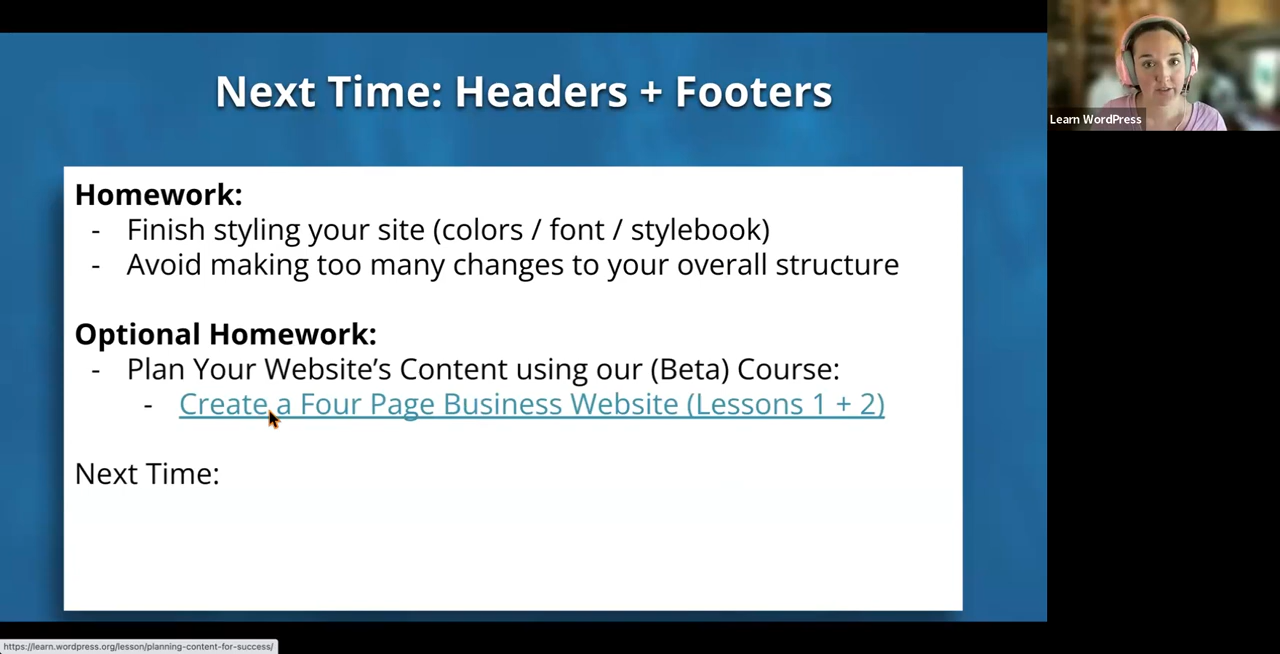 Next Time: Headers + Footers
Learn WordPress
Homework:
- Finish styling your site (colors / font / stylebook)
- Avoid making too many changes to your overall structure
Optional Homework:
- Plan Your Website’s Content using our (Beta) Course:
- Create a Four Page Business Website (Lessons 1 + 2)
Next Time:
https://learn.wordpress.org/lesson/planning-content-for-success/